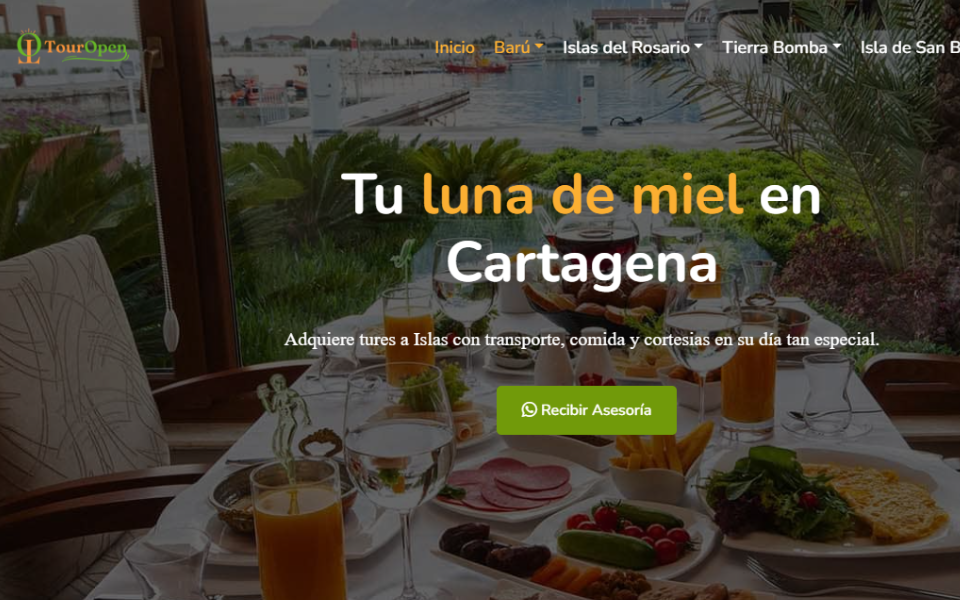 TourOpen
Inicio Barú Islas del Rosario Tierra Bomba Isla de San B
Tu luna de miel en
Cartagena
Adquiere tures a Islas con transporte, comida y cortesias en su día tan especial.
Recibir Asesoría